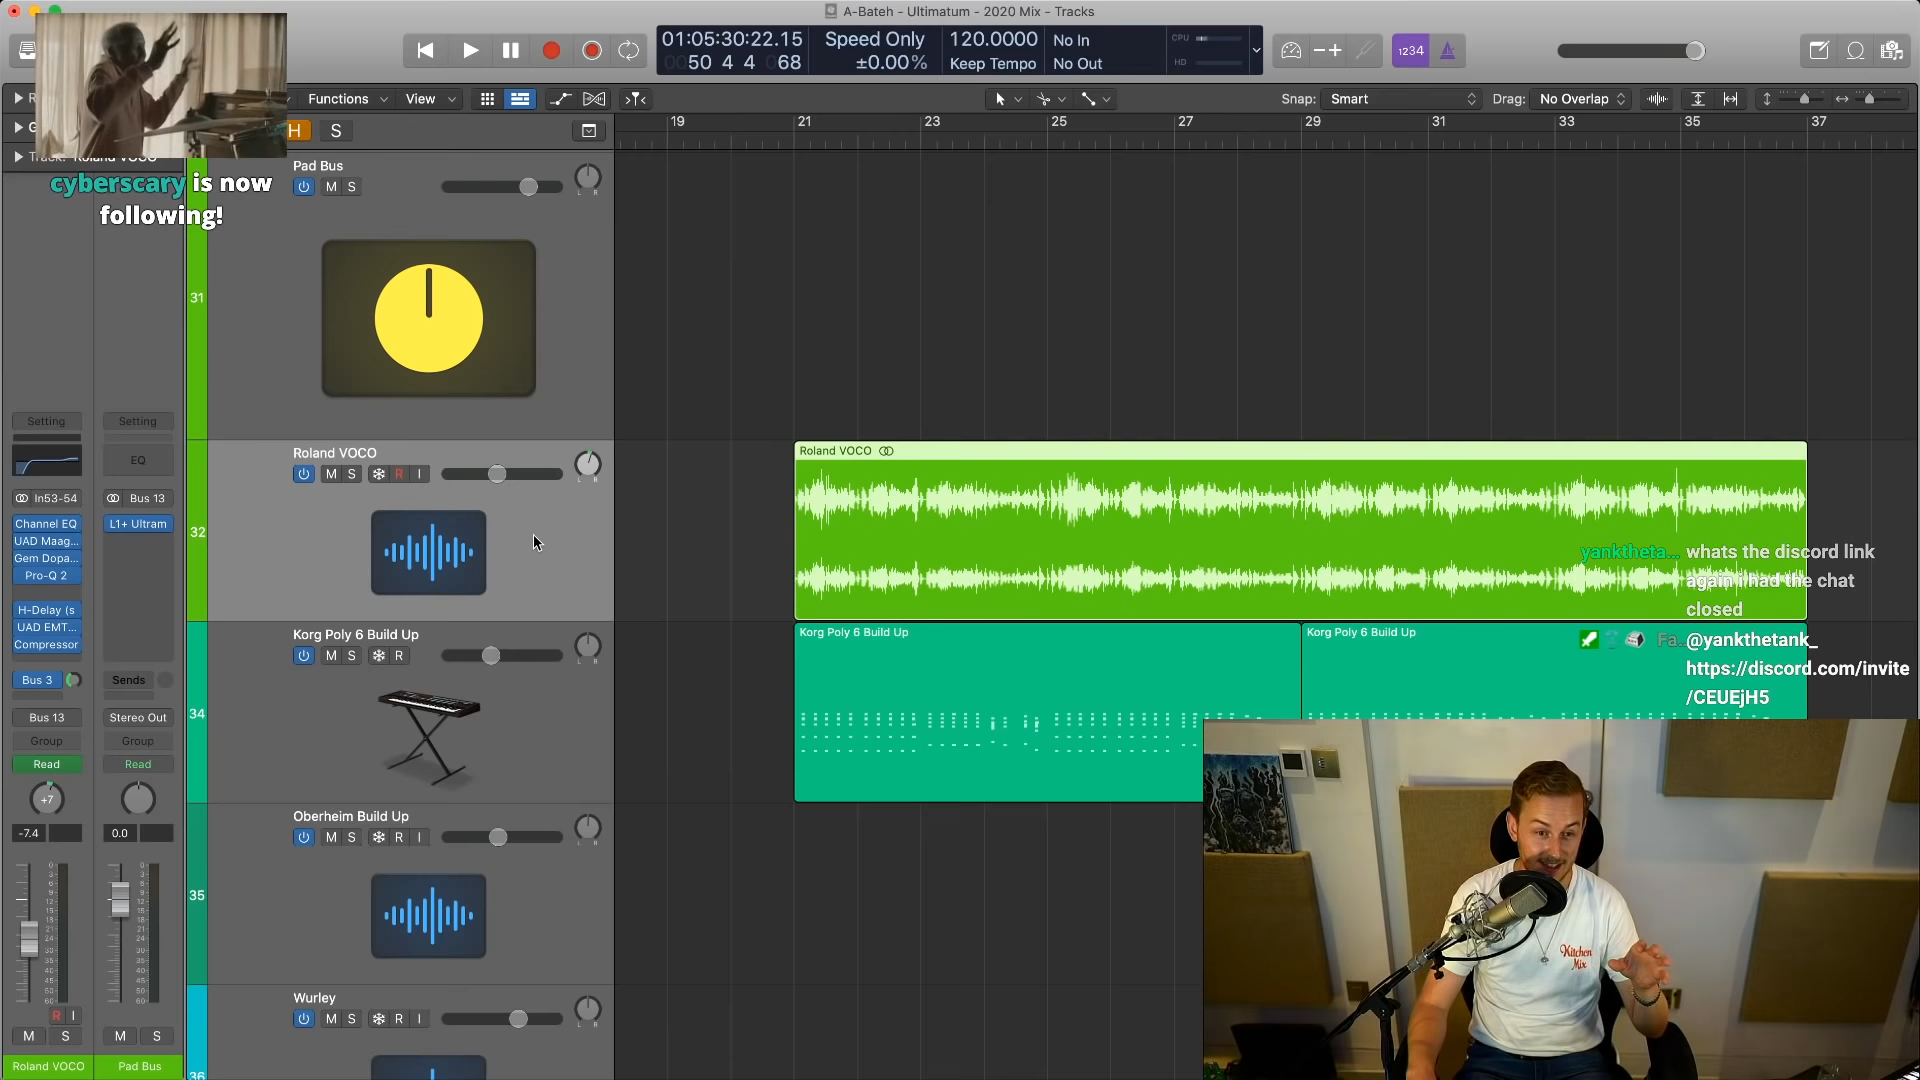 A-Bateh - Ultimatum - 2020 Mix - Tracks
01:05:30:22.15
0050 4 4 068
Speed Only
±0.00%
120.0000
Keep Tempo
No In
No Out
CPU
HD
1234
Functions
View
Snap: Smart
Drag: No Overlap
H S
19 21 23 25 27 29 31 33 35 37
cyberscary is now
following!
Pad Bus
M S
L R
31
Roland VOCO
M S R I
L R
32
Korg Poly 6 Build Up
M S R
L R
34
Oberheim Build Up
M S R I
L R
35
Wurley
M S R I
L R
36
Roland VOCO
Korg Poly 6 Build Up
Korg Poly 6 Build Up
Setting
Setting
EQ
In53-54
Bus 13
Channel EQ
L1+ Ultram
UAD Maag...
Gem Dopa...
Pro-Q 2
H-Delay (s
UAD EMT...
Compressor
Bus 3
Sends
Bus 13
Stereo Out
Group
Group
Read
Read
+7
-7.4
0.0
R I
M S
M S
Roland VOCO
Pad Bus
yanktheta... whats the discord link
again i had the chat
closed
Fa... @yankthetank_
https://discord.com/invite
/CEUEjH5
Kitchen
Mix